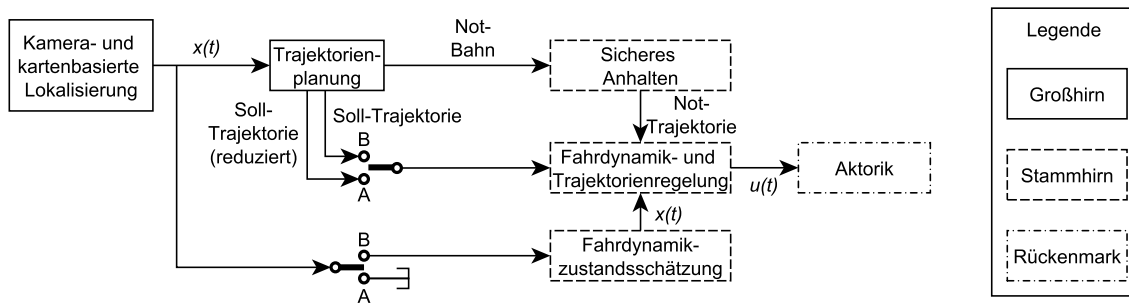 Kamera- und
kartenbasierte
Lokalisierung
x(t)
Trajektorien-
planung
Not-
Bahn
Sicheres
Anhalten
Soll-
Trajektorie
(reduziert)
Soll-Trajektorie
Not-
Trajektorie
B
A
Fahrdynamik- und
Trajektorienregelung
u(t)
Aktorik
x(t)
B
A
Fahrdynamik-
zustandsschätzung
Legende
Großhirn
Stammhirn
Rückenmark